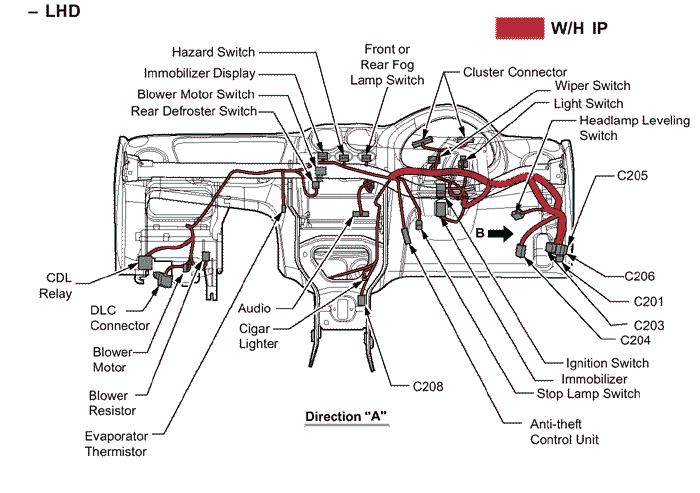 – LHD
W/H IP
Hazard Switch
Immobilizer Display
Blower Motor Switch
Rear Defroster Switch
Front or
Rear Fog
Lamp Switch
Cluster Connector
Wiper Switch
Light Switch
Headlamp Leveling
Switch
C205
B
C206
C201
C203
C204
CDL
Relay
DLC
Connector
Blower
Motor
Blower
Resistor
Evaporator
Thermistor
Audio
Cigar
Lighter
C208
Ignition Switch
Immobilizer
Stop Lamp Switch
Anti-theft
Control Unit
Direction "A"